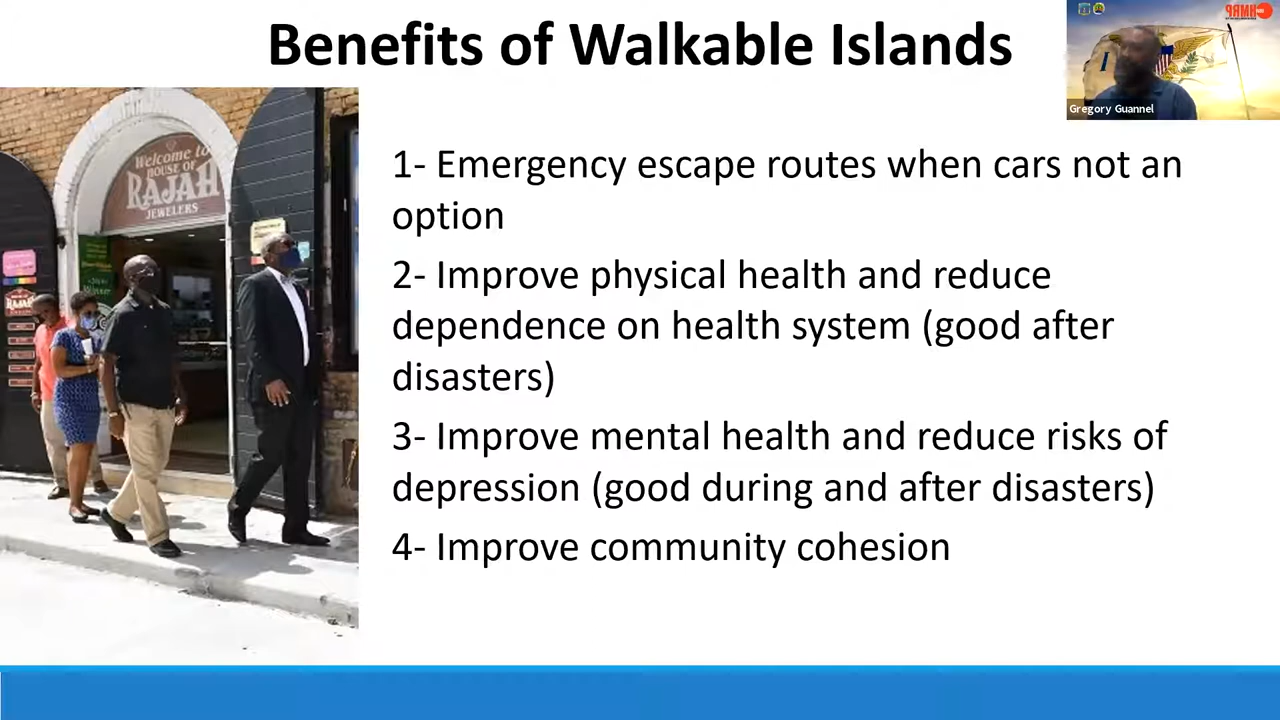 Benefits of Walkable Islands
Gregory Guannel
Welcome to
HOUSE OF
RAJAH
JEWELERS
1- Emergency escape routes when cars not an
option
2- Improve physical health and reduce
dependence on health system (good after
disasters)
3- Improve mental health and reduce risks of
depression (good during and after disasters)
4- Improve community cohesion